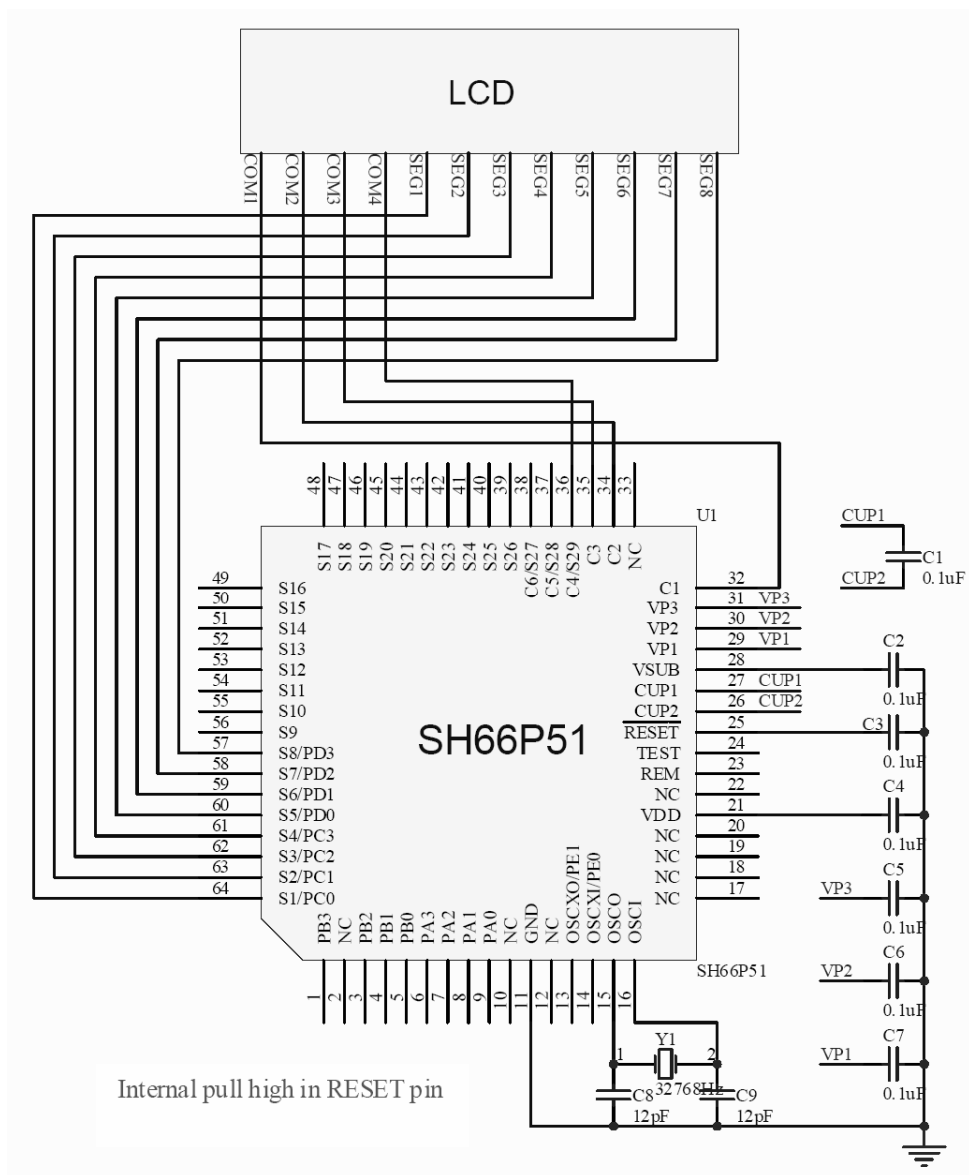 LCD
COM1
COM2
COM3
COM4
SEG1
SEG2
SEG3
SEG4
SEG5
SEG6
SEG7
SEG8
48
47
46
45
44
43
42
41
40
39
38
37
36
35
34
33
S17
S18
S19
S20
S21
S22
S23
S24
S25
S26
C6/S27
C5/S28
C4/S29
C3
C2
NC
U1
49 S16
50 S15
51 S14
52 S13
53 S12
54 S11
55 S10
56 S9
57 S8/PD3
58 S7/PD2
59 S6/PD1
60 S5/PD0
61 S4/PC3
62 S3/PC2
63 S2/PC1
64 S1/PC0
SH66P51
C1 32
VP3 31 VP3
VP2 30 VP2
VP1 29 VP1
VSUB 28
CUP1 27 CUP1
CUP2 26 CUP2
RESET 25
TEST 24
REM 23
NC 22
VDD 21
NC 20
NC 19
NC 18
NC 17
PB3
NC
PB2
PB1
PB0
PA3
PA2
PA1
PA0
NC
GND
NC
OSCXO/PE1
OSCXI/PE0
OSCO
OSCI
SH66P51
1
2
3
4
5
6
7
8
9
10
11
12
13
14
15
16
CUP1
C1
0.1uF
CUP2
C2
0.1uF
C3
0.1uF
C4
0.1uF
VP3
C5
0.1uF
VP2
C6
0.1uF
VP1
C7
0.1uF
Y1
1 2
32768Hz
C8
12pF
C9
12pF
Internal pull high in RESET pin